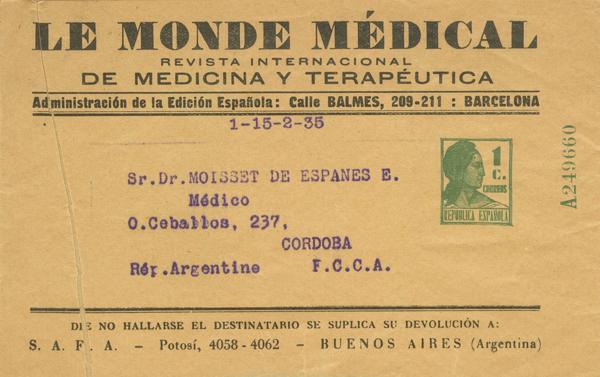 LE MONDE MÉDICAL
REVISTA INTERNACIONAL
DE MEDICINA Y TERAPÉUTICA
Administración de la Edición Española: Calle BALMES, 209-211 : BARCELONA
1-15-2-35
Sr.Dr.MOISSET DE ESPANES E.
Médico
O.Ceballos, 237,
CORDOBA
Rép.Argentine F.C.C.A.
1
C.
CORREOS
REPUBLICA ESPAÑOLA
A249660
DE NO HALLARSE EL DESTINATARIO SE SUPLICA SU DEVOLUCIÓN A:
S. A. F. A. – Potosí, 4058 - 4062 – BUENOS AIRES (Argentina)